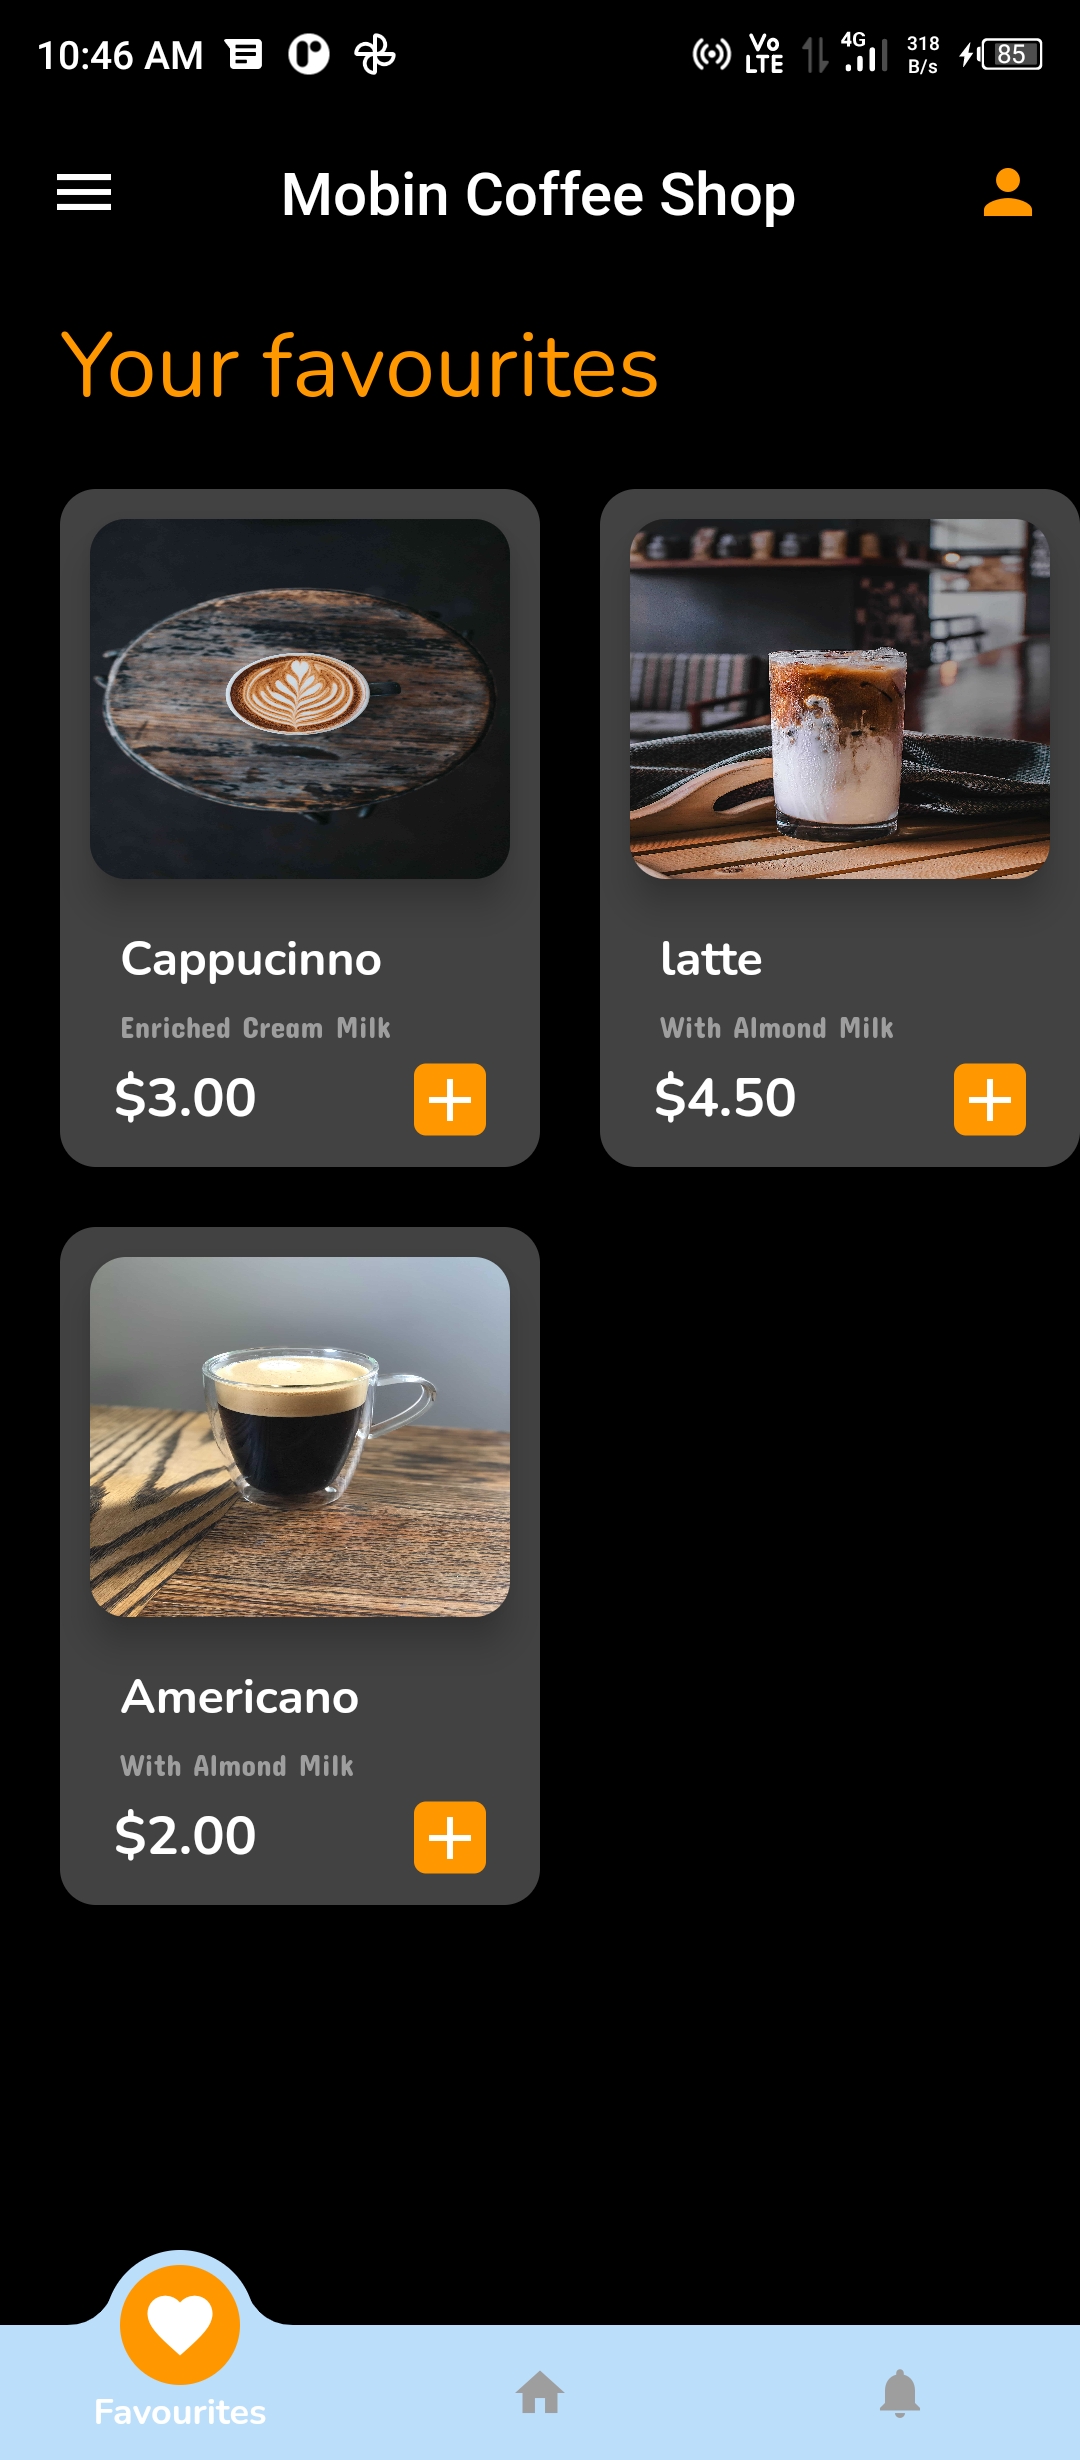 10:46 AM
Vo
LTE
4G
318
B/s
85
Mobin Coffee Shop
Your favourites
Cappucinno
Enriched Cream Milk
$3.00
latte
With Almond Milk
$4.50
Americano
With Almond Milk
$2.00
Favourites